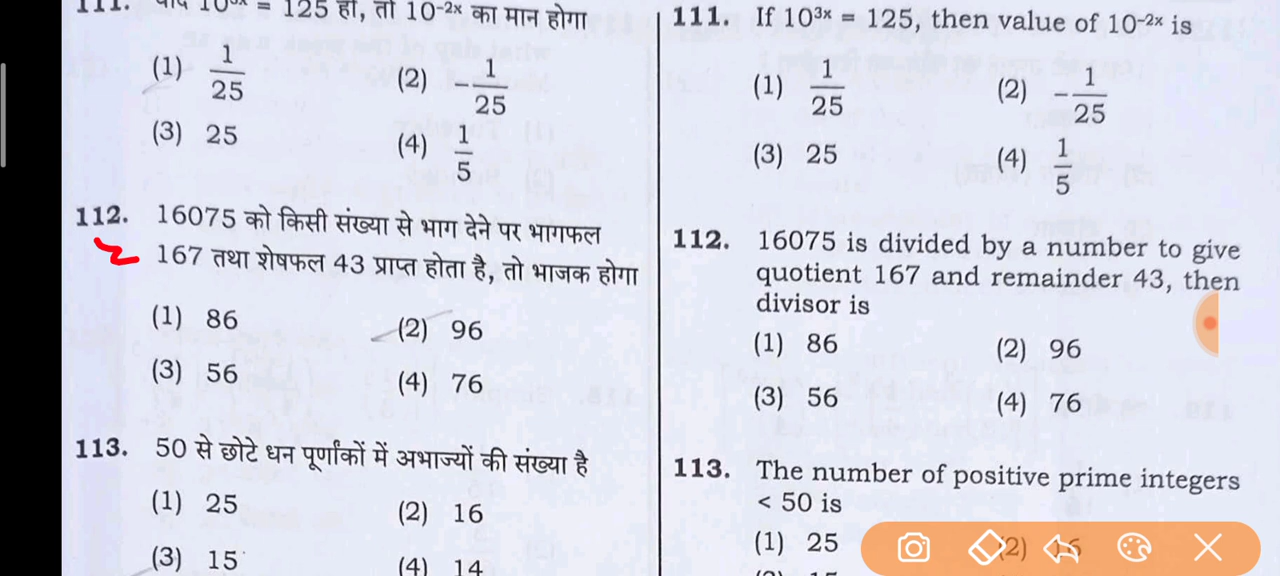 111. यदि 10³ˣ = 125 हो, तो 10⁻²ˣ का मान होगा
(1) 1/25 (2) -1/25
(3) 25 (4) 1/5
112. 16075 को किसी संख्या से भाग देने पर भागफल
167 तथा शेषफल 43 प्राप्त होता है, तो भाजक होगा
(1) 86 (2) 96
(3) 56 (4) 76
113. 50 से छोटे धन पूर्णांकों में अभाज्यों की संख्या है
(1) 25 (2) 16
(3) 15 (4) 14
111. If 10³ˣ = 125, then value of 10⁻²ˣ is
(1) 1/25 (2) -1/25
(3) 25 (4) 1/5
112. 16075 is divided by a number to give
quotient 167 and remainder 43, then
divisor is
(1) 86 (2) 96
(3) 56 (4) 76
113. The number of positive prime integers
< 50 is
(1) 25 (2) 16